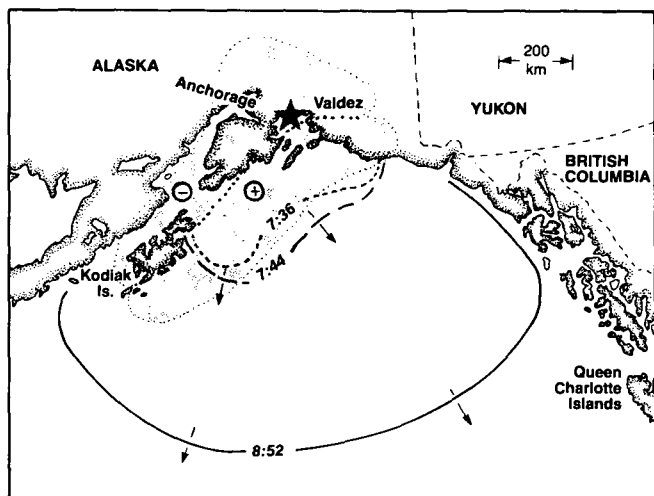 ALASKA
Anchorage
Valdez
200
km
YUKON
BRITISH
COLUMBIA
−
+
7:36
7:44
Kodiak
Is.
Queen
Charlotte
Islands
8:52